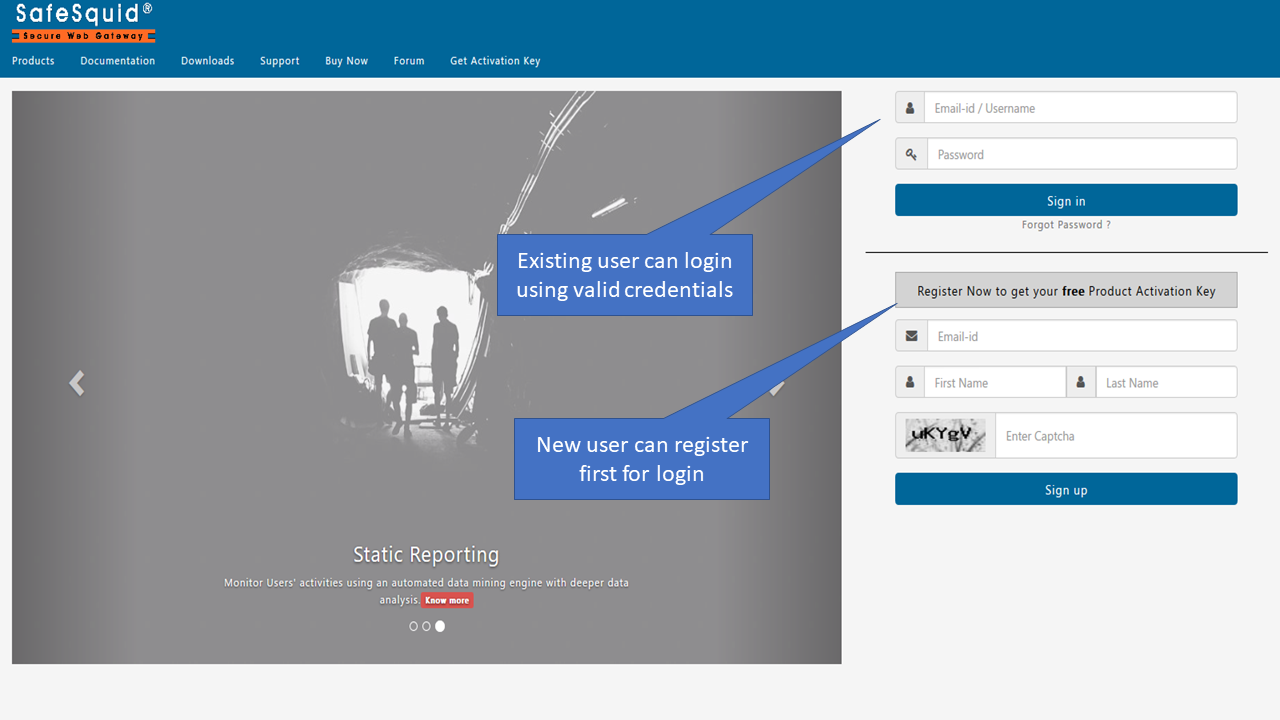 SafeSquid®
Secure Web Gateway
Products Documentation Downloads Support Buy Now Forum Get Activation Key
Email-id / Username
Password
Sign in
Forgot Password ?
Existing user can login
using valid credentials
Register Now to get your free Product Activation Key
Email-id
First Name Last Name
uKYgV Enter Captcha
Sign up
New user can register
first for login
Static Reporting
Monitor Users' activities using an automated data mining engine with deeper data
analysis. Know more